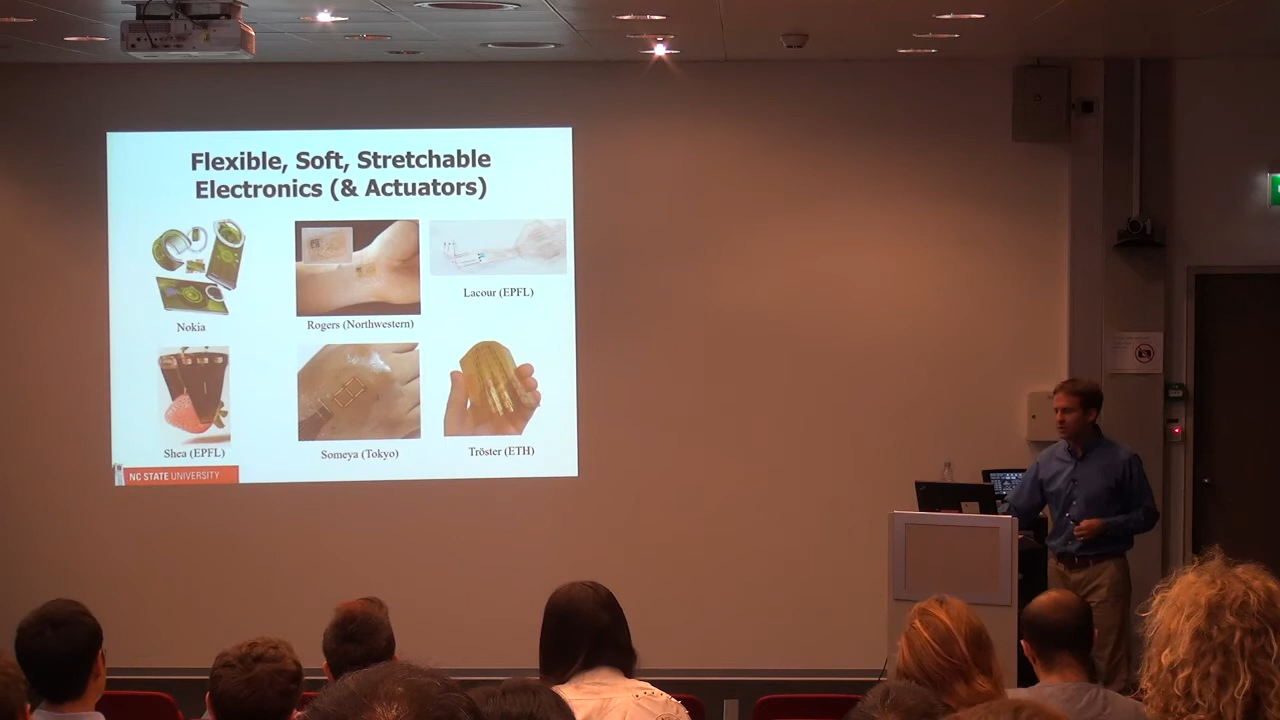 Flexible, Soft, Stretchable
Electronics (& Actuators)
Nokia
Rogers (Northwestern)
Lacour (EPFL)
Shea (EPFL)
Someya (Tokyo)
Tröster (ETH)
NC STATE UNIVERSITY